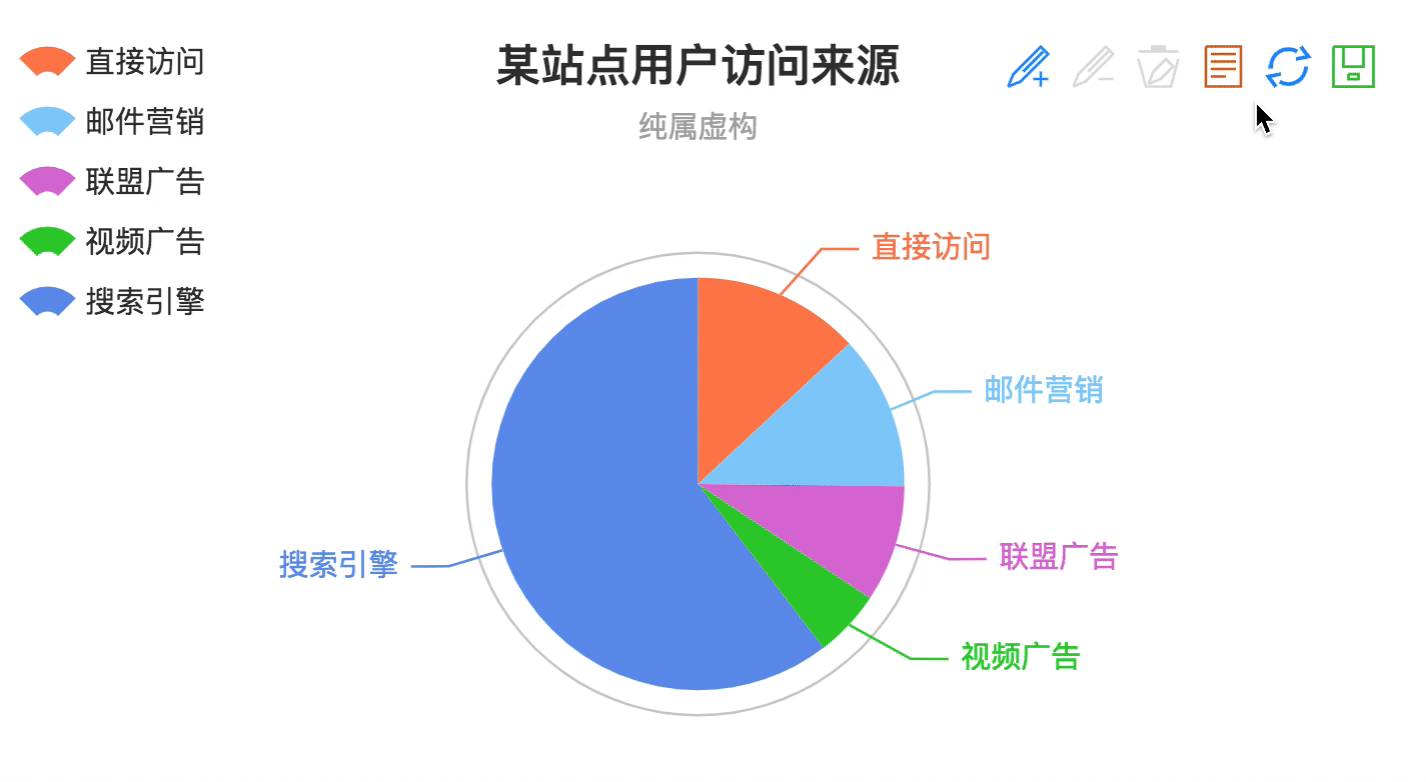 直接访问
邮件营销
联盟广告
视频广告
搜索引擎
某站点用户访问来源
纯属虚构
直接访问
邮件营销
联盟广告
视频广告
搜索引擎